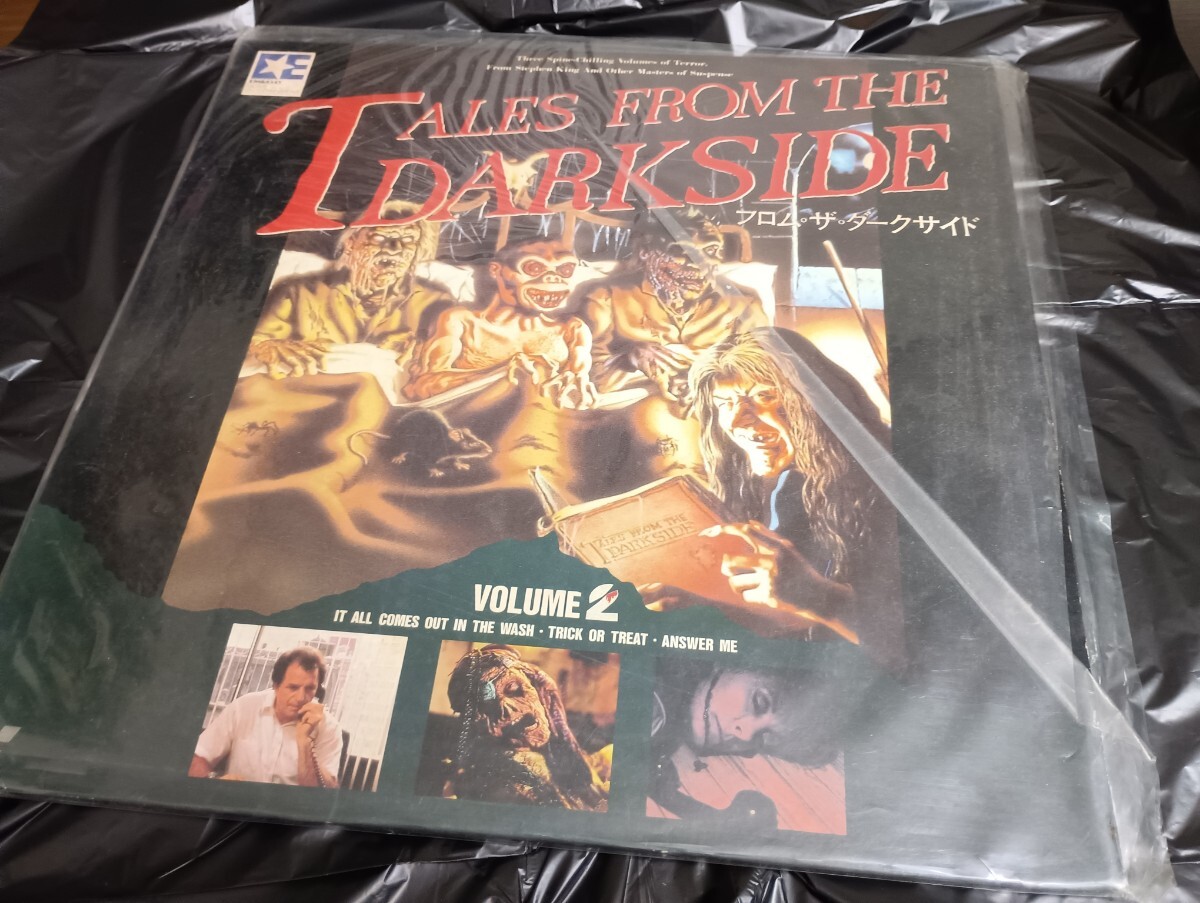 EMBASSY
Three Spine-Chilling Volumes of Terror.
From Stephen King And Other Masters of Suspense
TALES FROM THE
DARKSIDE
フロム・ザ・ダークサイド
TALES FROM THE
DARKSIDE
VOLUME 2
IT ALL COMES OUT IN THE WASH · TRICK OR TREAT · ANSWER ME